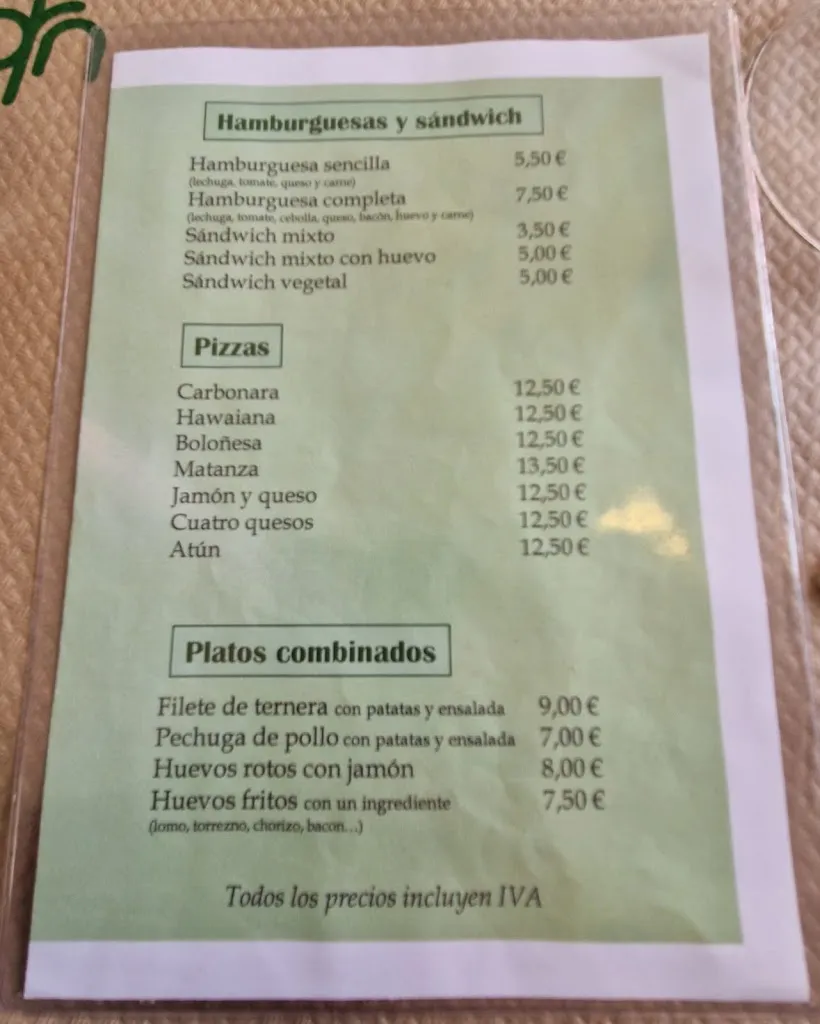 Hamburguesas y sándwich
Hamburguesa sencilla 5,50 €
(lechuga, tomate, queso y carne)
Hamburguesa completa 7,50 €
(lechuga, tomate, cebolla, queso, bacón, huevo y carne)
Sándwich mixto 3,50 €
Sándwich mixto con huevo 5,00 €
Sándwich vegetal 5,00 €
Pizzas
Carbonara 12,50 €
Hawaiana 12,50 €
Boloñesa 12,50 €
Matanza 13,50 €
Jamón y queso 12,50 €
Cuatro quesos 12,50 €
Atún 12,50 €
Platos combinados
Filete de ternera con patatas y ensalada 9,00 €
Pechuga de pollo con patatas y ensalada 7,00 €
Huevos rotos con jamón 8,00 €
Huevos fritos con un ingrediente 7,50 €
(lomo, torrezno, chorizo, bacon...)
Todos los precios incluyen IVA